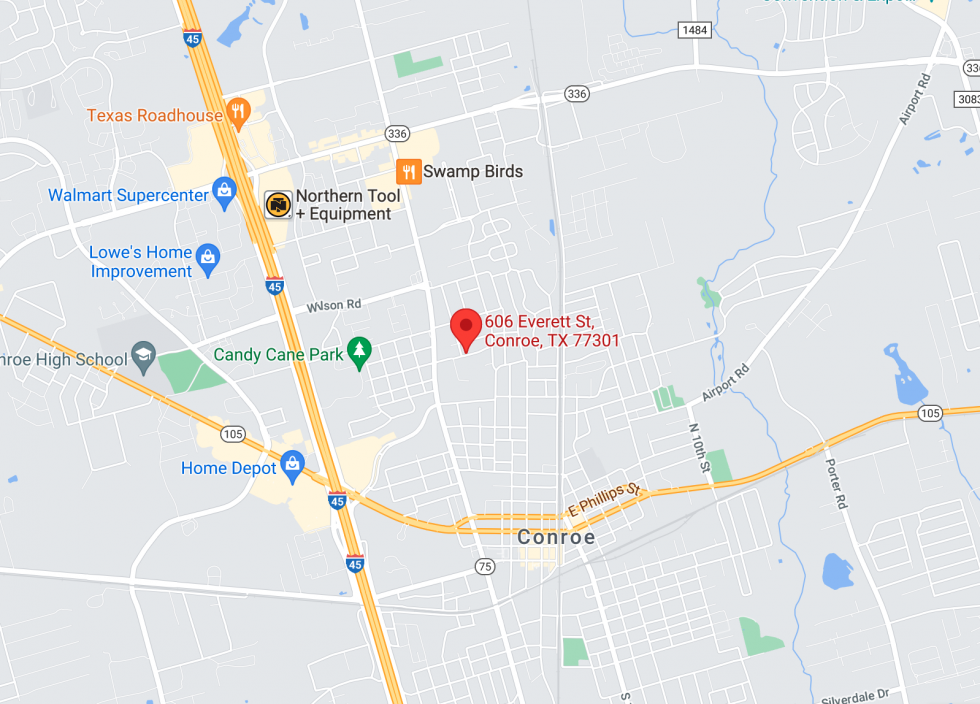 45
1484
336
Airport Rd
3083
Texas Roadhouse
336
336
Swamp Birds
Walmart Supercenter
Northern Tool
+ Equipment
Lowe's Home
Improvement
45
Wilson Rd
606 Everett St,
Conroe, TX 77301
nroe High School
Candy Cane Park
Airport Rd
105
105
N 10th St
Home Depot
Porter Rd
45
E Phillips St
Conroe
45
75
S
Silverdale Dr